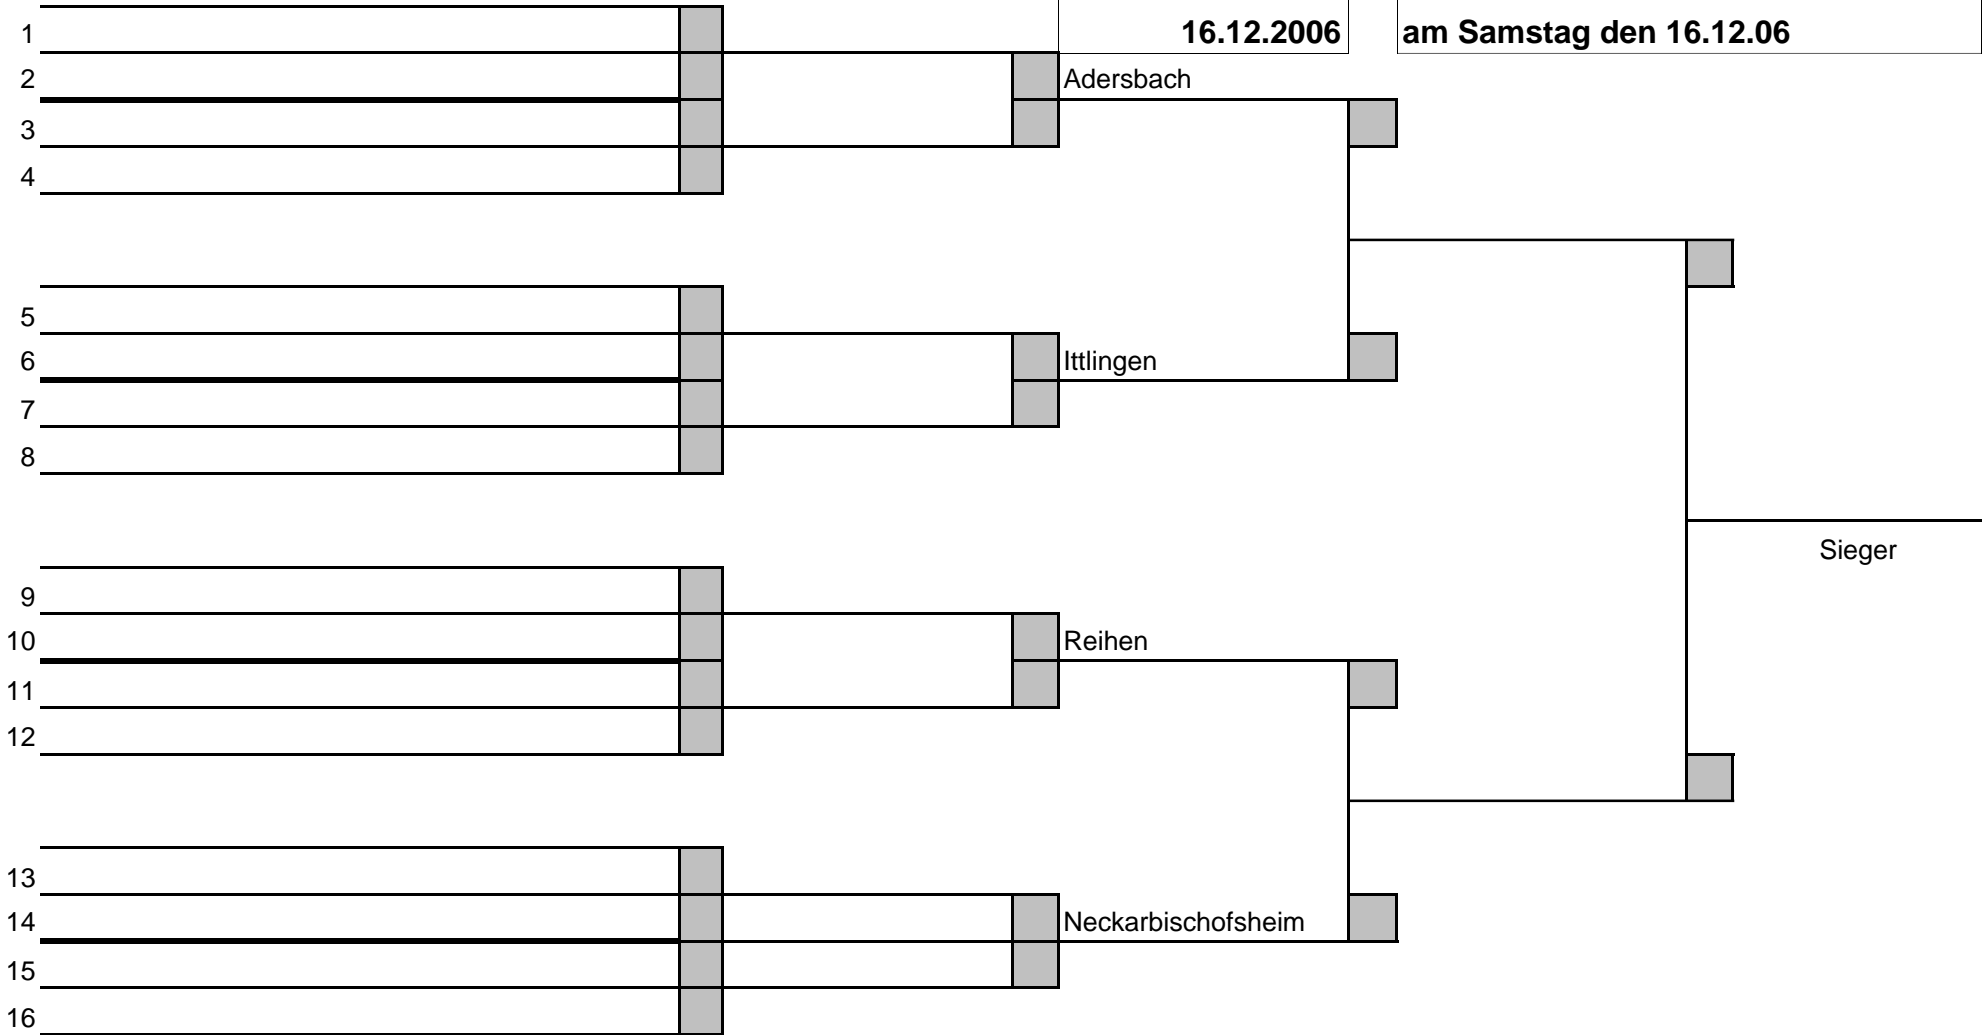 1
16.12.2006
am Samstag den 16.12.06
2
Adersbach
3
4
5
6
Ittlingen
7
8
Sieger
9
10
Reihen
11
12
13
14
Neckarbischofsheim
15
16